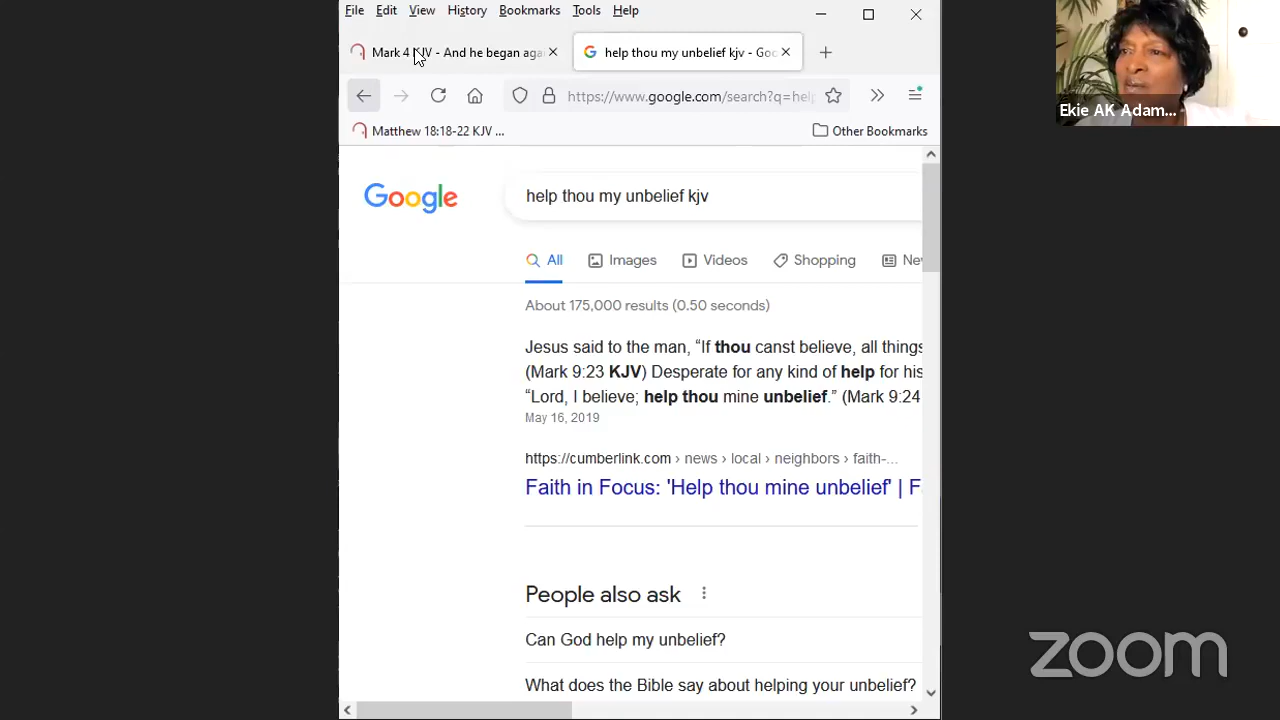 File Edit View History Bookmarks Tools Help
Mark 4 KJV - And he began aga
help thou my unbelief kjv - Goo
https://www.google.com/search?q=help
Matthew 18:18-22 KJV ...
Other Bookmarks
Ekie AK Adam...
Google
help thou my unbelief kjv
All Images Videos Shopping Nev
About 175,000 results (0.50 seconds)
Jesus said to the man, “If thou canst believe, all things
(Mark 9:23 KJV) Desperate for any kind of help for his
“Lord, I believe; help thou mine unbelief.” (Mark 9:24
May 16, 2019
https://cumberlink.com › news › local › neighbors › faith-...
Faith in Focus: 'Help thou mine unbelief' | F
People also ask
Can God help my unbelief?
What does the Bible say about helping your unbelief?
zoom